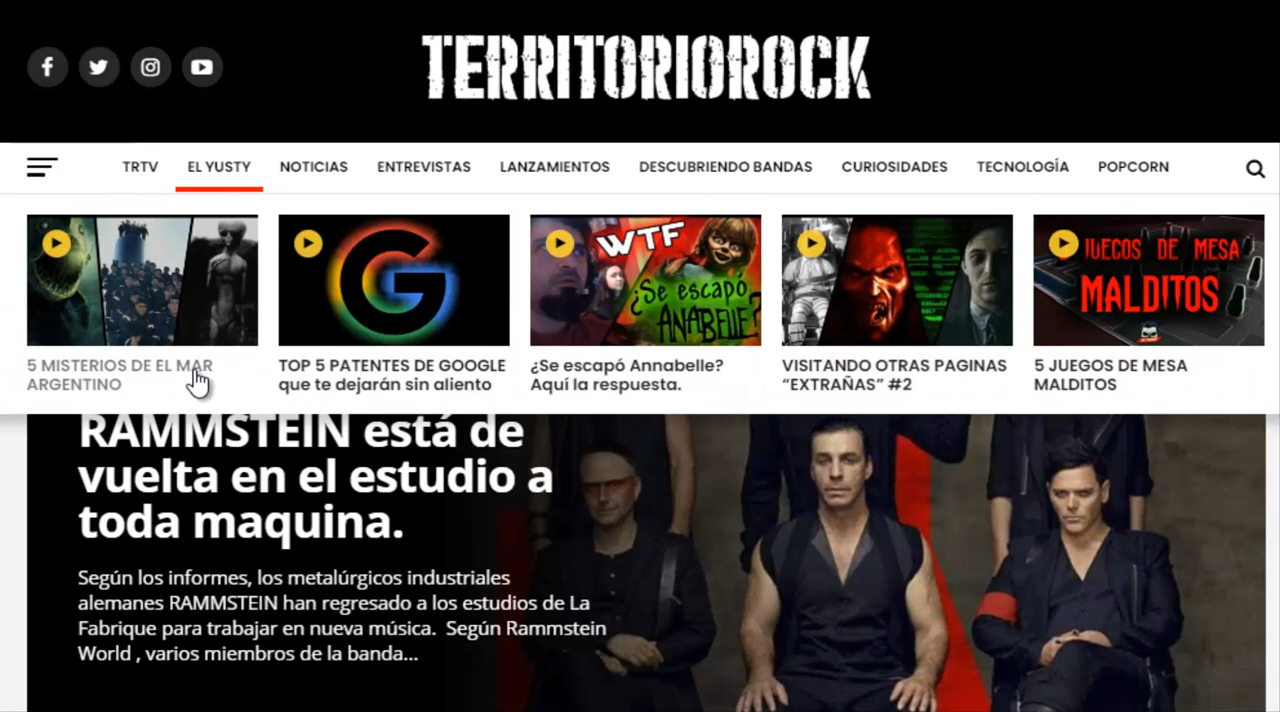 TERRITORIOROCK
TRTV
EL YUSTY
NOTICIAS
ENTREVISTAS
LANZAMIENTOS
DESCUBRIENDO BANDAS
CURIOSIDADES
TECNOLOGÍA
POPCORN
G
WTF
¿Se escapó
ANABELLE?
JUEGOS DE MESA
MALDITOS
5 MISTERIOS DE EL MAR
ARGENTINO
TOP 5 PATENTES DE GOOGLE
que te dejarán sin aliento
¿Se escapó Annabelle?
Aquí la respuesta.
VISITANDO OTRAS PAGINAS
“EXTRAÑAS” #2
5 JUEGOS DE MESA
MALDITOS
RAMMSTEIN está de
vuelta en el estudio a
toda maquina.
Según los informes, los metalúrgicos industriales
alemanes RAMMSTEIN han regresado a los estudios de La
Fabrique para trabajar en nueva música. Según Rammstein
World , varios miembros de la banda...